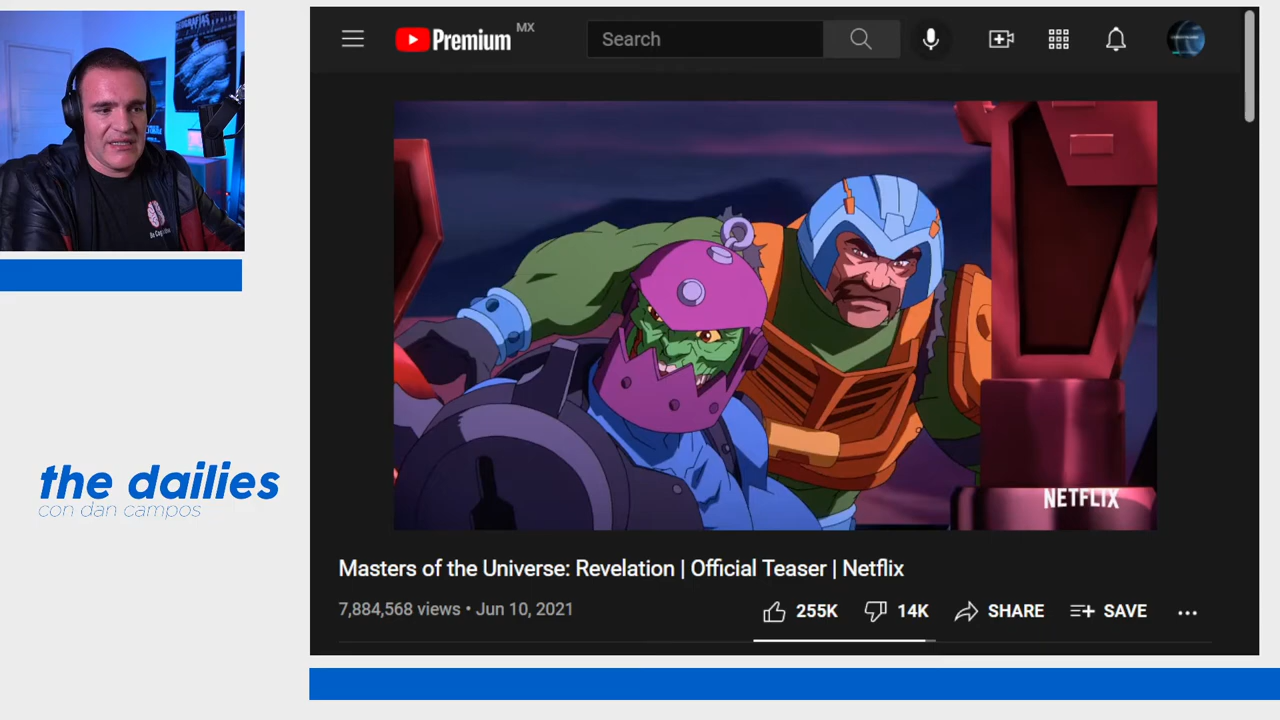 Premium MX
Search
NETFLIX
Masters of the Universe: Revelation | Official Teaser | Netflix
7,884,568 views • Jun 10, 2021
255K 14K SHARE SAVE
the dailies
con dan campos